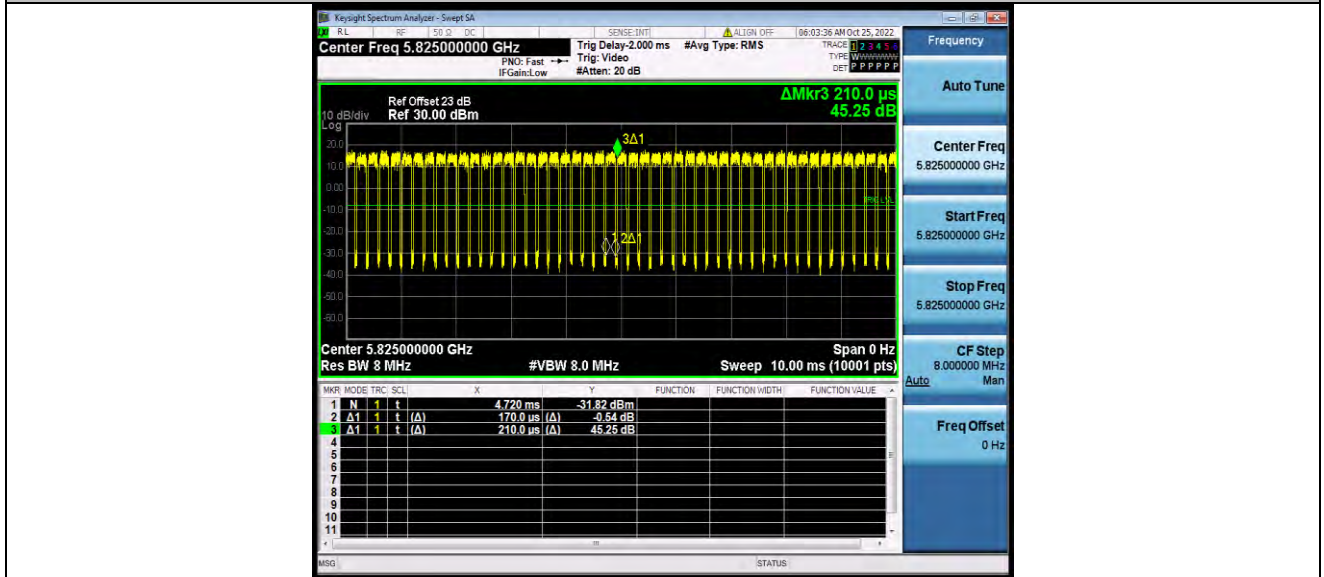 Keysight Spectrum Analyzer - Swept SA
RL RF 50 Ω DC SENSE:INT ALIGN OFF 06:03:36 AM Oct 25, 2022
Center Freq 5.825000000 GHz
PNO: Fast
IFGain:Low
Trig Delay-2.000 ms
Trig: Video
#Atten: 20 dB
#Avg Type: RMS
TRACE 1 2 3 4 5 6
TYPE WWWWWW
DET P P P P P P
ΔMkr3 210.0 µs
45.25 dB
Ref Offset 23 dB
10 dB/div Ref 30.00 dBm
Log
20.0
10.0
0.00
-10.0
-20.0
-30.0
-40.0
-50.0
-60.0
3Δ1
TRIG LVL
1 2Δ1
Center 5.825000000 GHz Span 0 Hz
Res BW 8 MHz #VBW 8.0 MHz Sweep 10.00 ms (10001 pts)
MKR MODE TRC SCL X Y FUNCTION FUNCTION WIDTH FUNCTION VALUE
1 N 1 t 4.720 ms -31.82 dBm
2 Δ1 1 t (Δ) 170.0 µs (Δ) -0.54 dB
3 Δ1 1 t (Δ) 210.0 µs (Δ) 45.25 dB
4
5
6
7
8
9
10
11
MSG STATUS
Frequency
Auto Tune
Center Freq
5.825000000 GHz
Start Freq
5.825000000 GHz
Stop Freq
5.825000000 GHz
CF Step
8.000000 MHz
Auto Man
Freq Offset
0 Hz